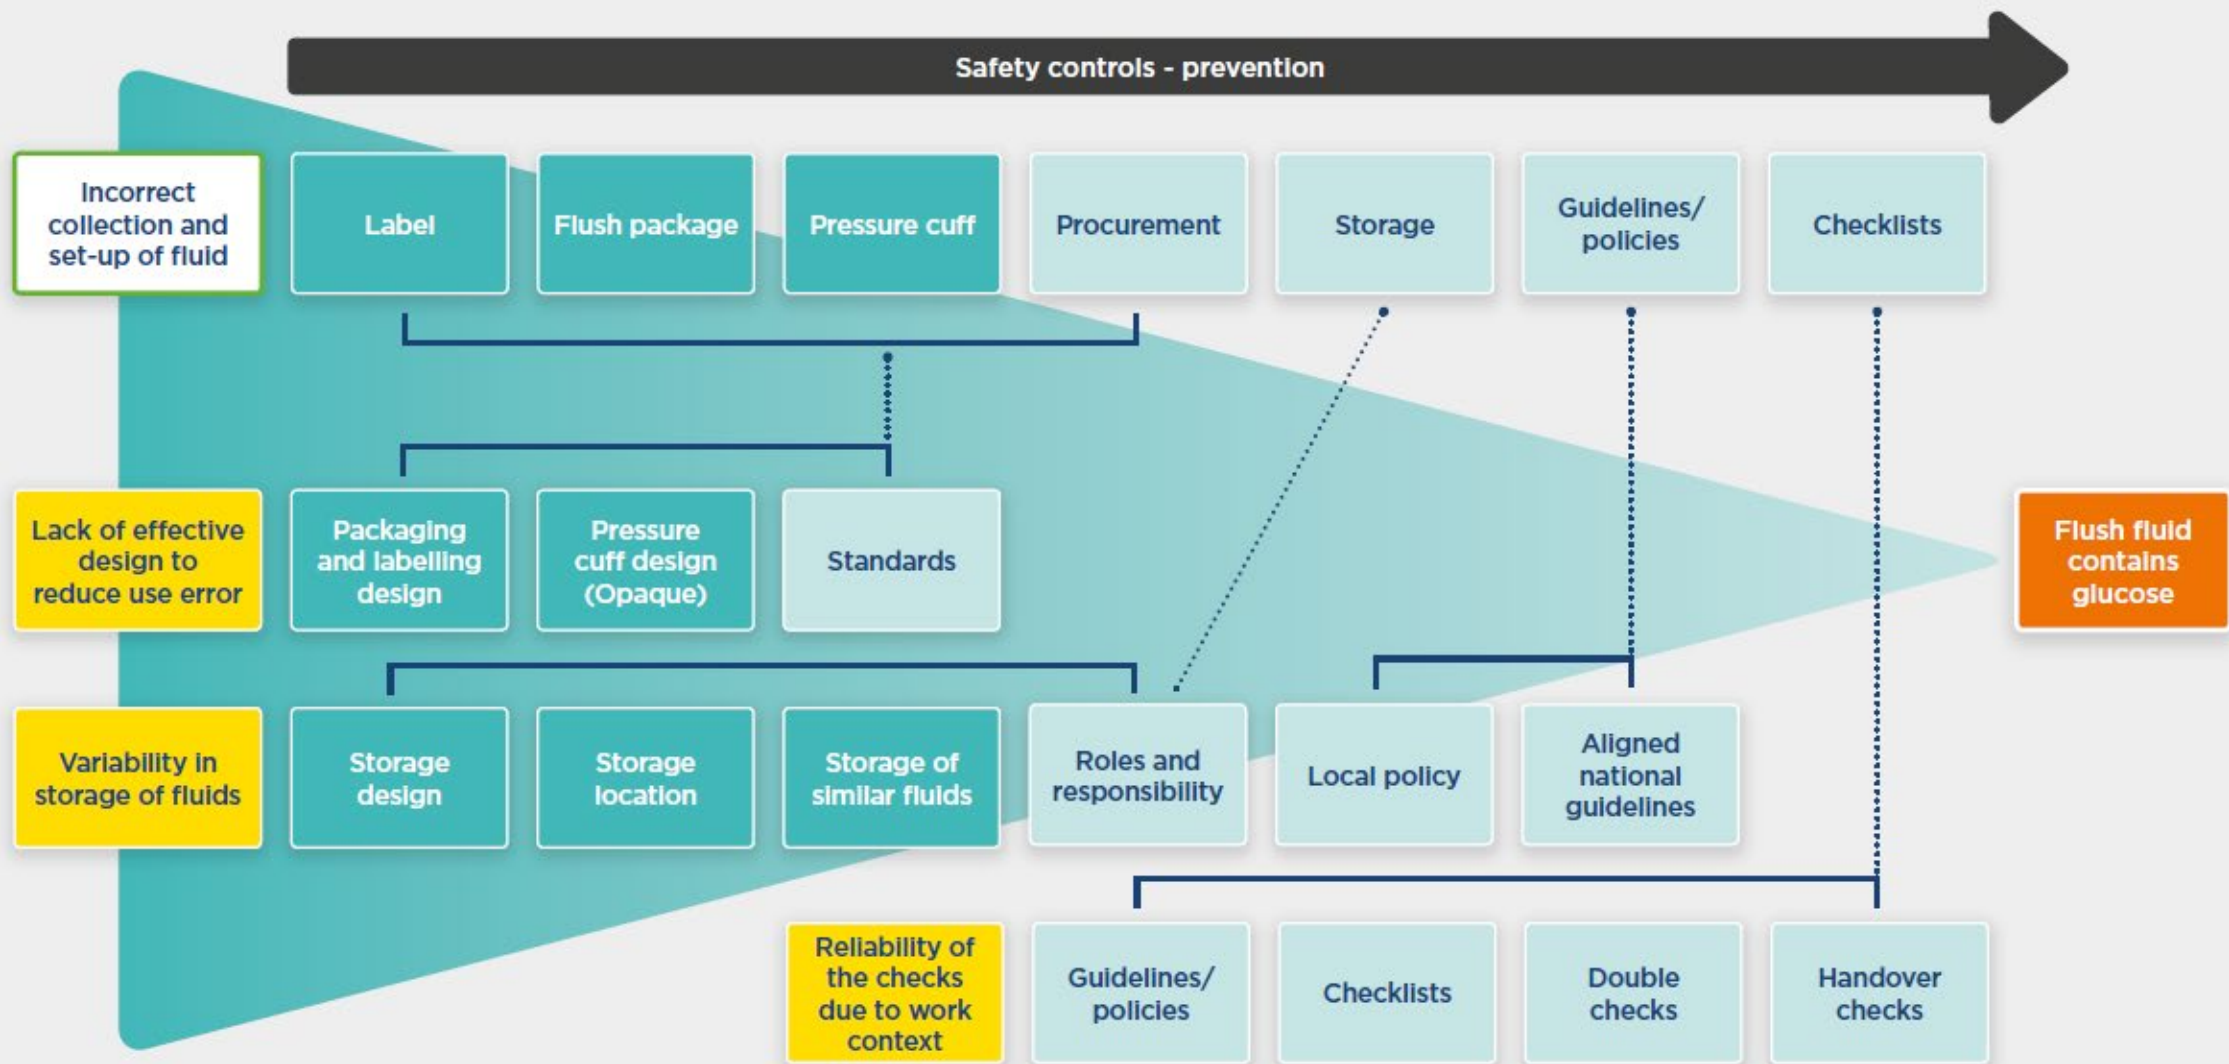 Safety controls - prevention
Incorrect
collection and
set-up of fluid
Label
Flush package
Pressure cuff
Procurement
Storage
Guidelines/
policies
Checklists
Lack of effective
design to
reduce use error
Packaging
and labelling
design
Pressure
cuff design
(Opaque)
Standards
Flush fluid
contains
glucose
Variability in
storage of fluids
Storage
design
Storage
location
Storage of
similar fluids
Roles and
responsibility
Local policy
Aligned
national
guidelines
Reliability of
the checks
due to work
context
Guidelines/
policies
Checklists
Double
checks
Handover
checks